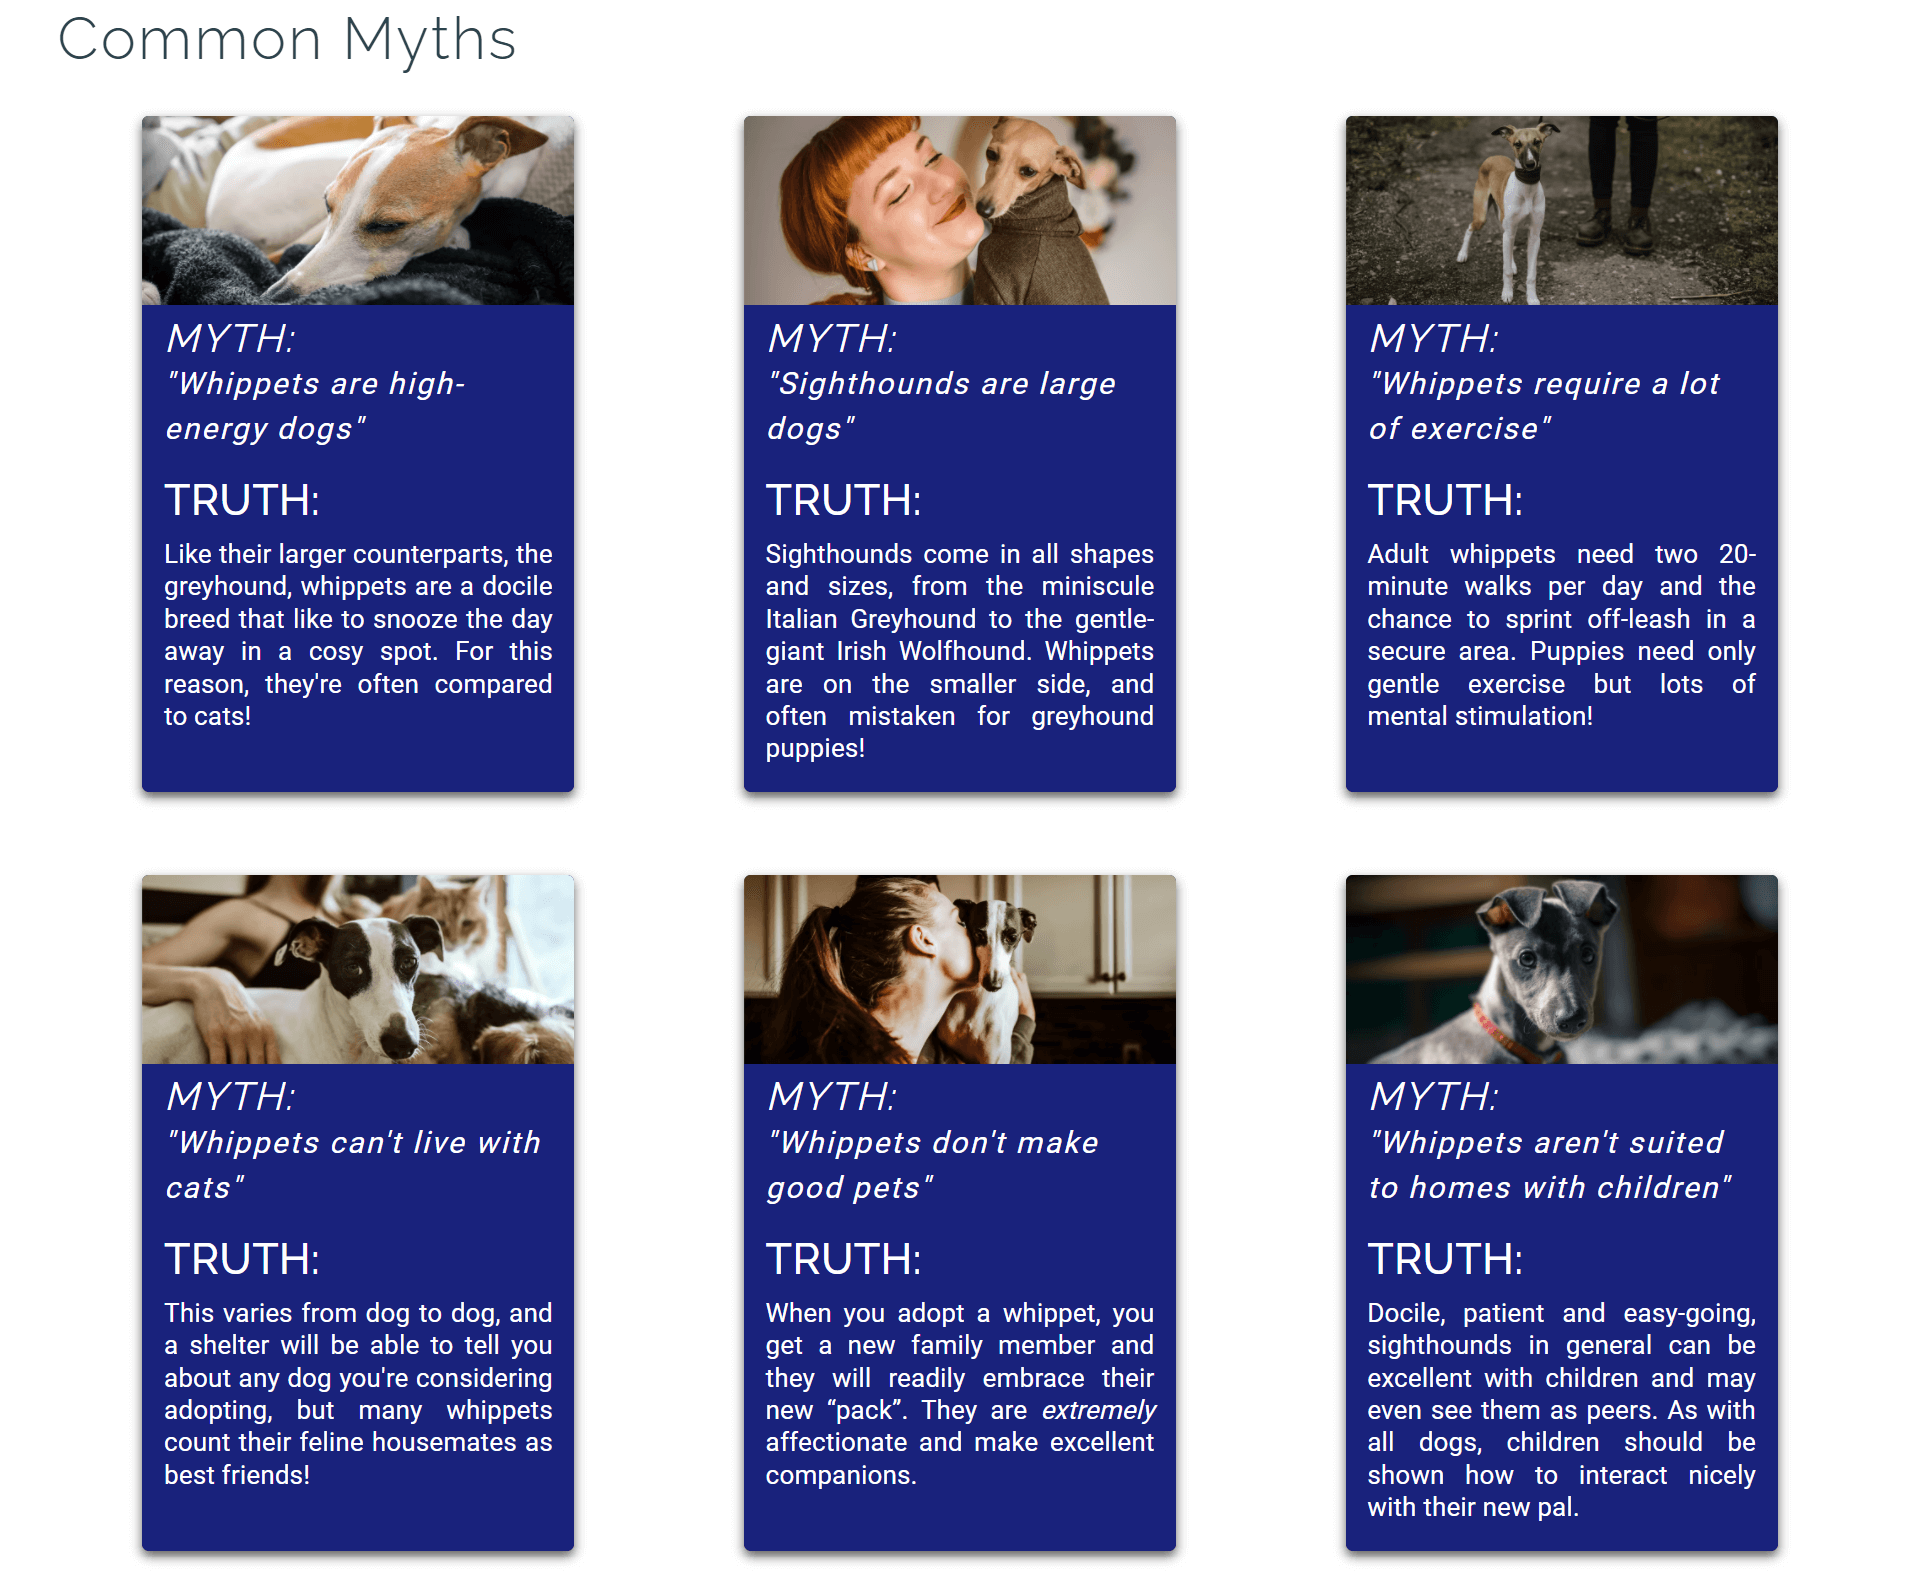 Common Myths
MYTH:
"Whippets are high-
energy dogs"
TRUTH:
Like their larger counterparts, the
greyhound, whippets are a docile
breed that like to snooze the day
away in a cosy spot. For this
reason, they're often compared
to cats!
MYTH:
"Sighthounds are large
dogs"
TRUTH:
Sighthounds come in all shapes
and sizes, from the miniscule
Italian Greyhound to the gentle-
giant Irish Wolfhound. Whippets
are on the smaller side, and
often mistaken for greyhound
puppies!
MYTH:
"Whippets require a lot
of exercise"
TRUTH:
Adult whippets need two 20-
minute walks per day and the
chance to sprint off-leash in a
secure area. Puppies need only
gentle exercise but lots of
mental stimulation!
MYTH:
"Whippets can't live with
cats"
TRUTH:
This varies from dog to dog, and
a shelter will be able to tell you
about any dog you're considering
adopting, but many whippets
count their feline housemates as
best friends!
MYTH:
"Whippets don't make
good pets"
TRUTH:
When you adopt a whippet, you
get a new family member and
they will readily embrace their
new “pack”. They are extremely
affectionate and make excellent
companions.
MYTH:
"Whippets aren't suited
to homes with children"
TRUTH:
Docile, patient and easy-going,
sighthounds in general can be
excellent with children and may
even see them as peers. As with
all dogs, children should be
shown how to interact nicely
with their new pal.